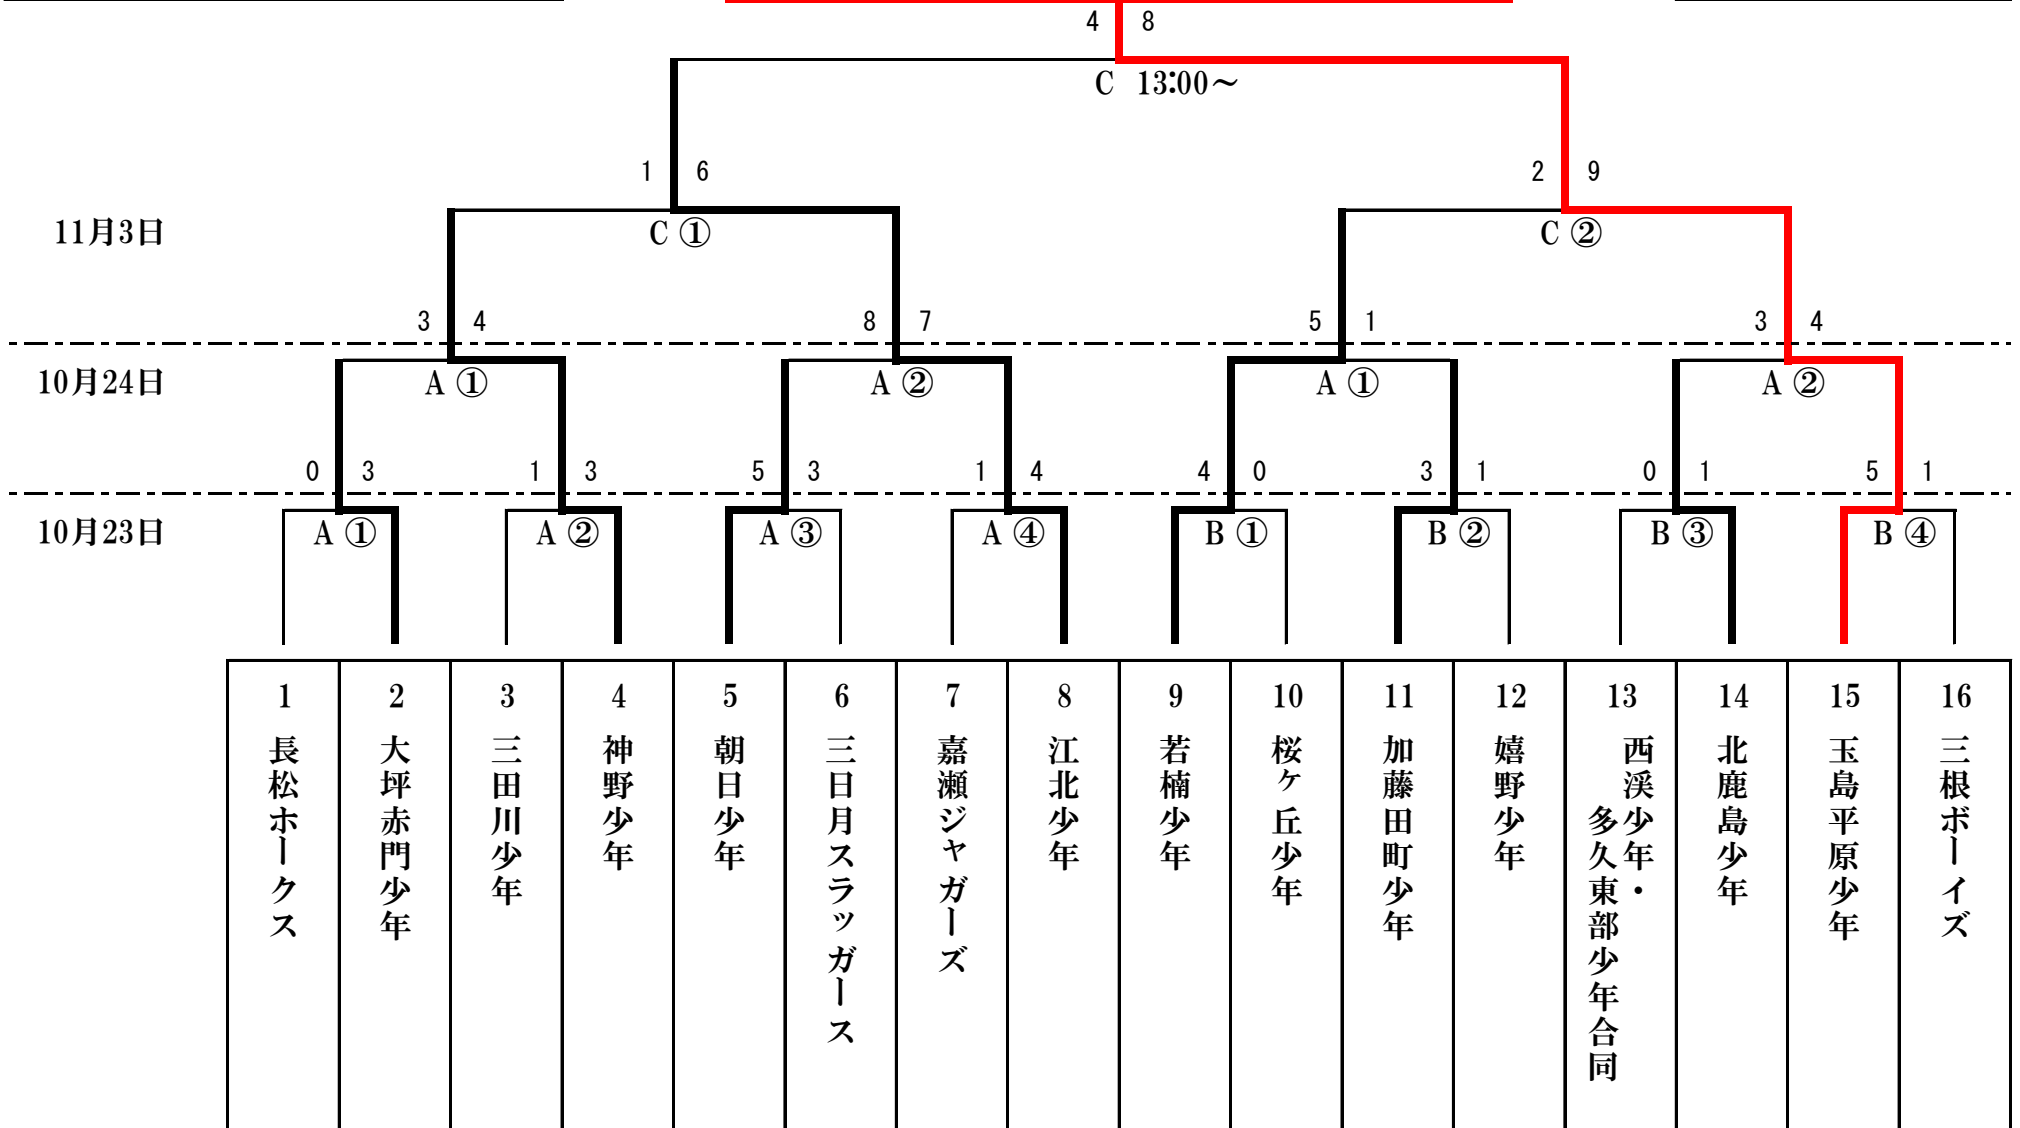 4 8
C 13:00～
1 6 2 9
11月3日 C ① C ②
3 4 8 7 5 1 3 4
10月24日 A ① A ② A ① A ②
0 3 1 3 5 3 1 4 4 0 3 1 0 1 5 1
10月23日 A ① A ② A ③ A ④ B ① B ② B ③ B ④
1 2 3 4 5 6 7 8 9 10 11 12 13 14 15 16
長松ホークス
大坪赤門少年
三田川少年
神野少年
朝日少年
三日月スラッガース
嘉瀬ジャガーズ
江北少年
若楠少年
桜ケ丘少年
加藤田町少年
嬉野少年
西渓少年・
多久東部少年合同
北鹿島少年
玉島平原少年
三根ボーイズ